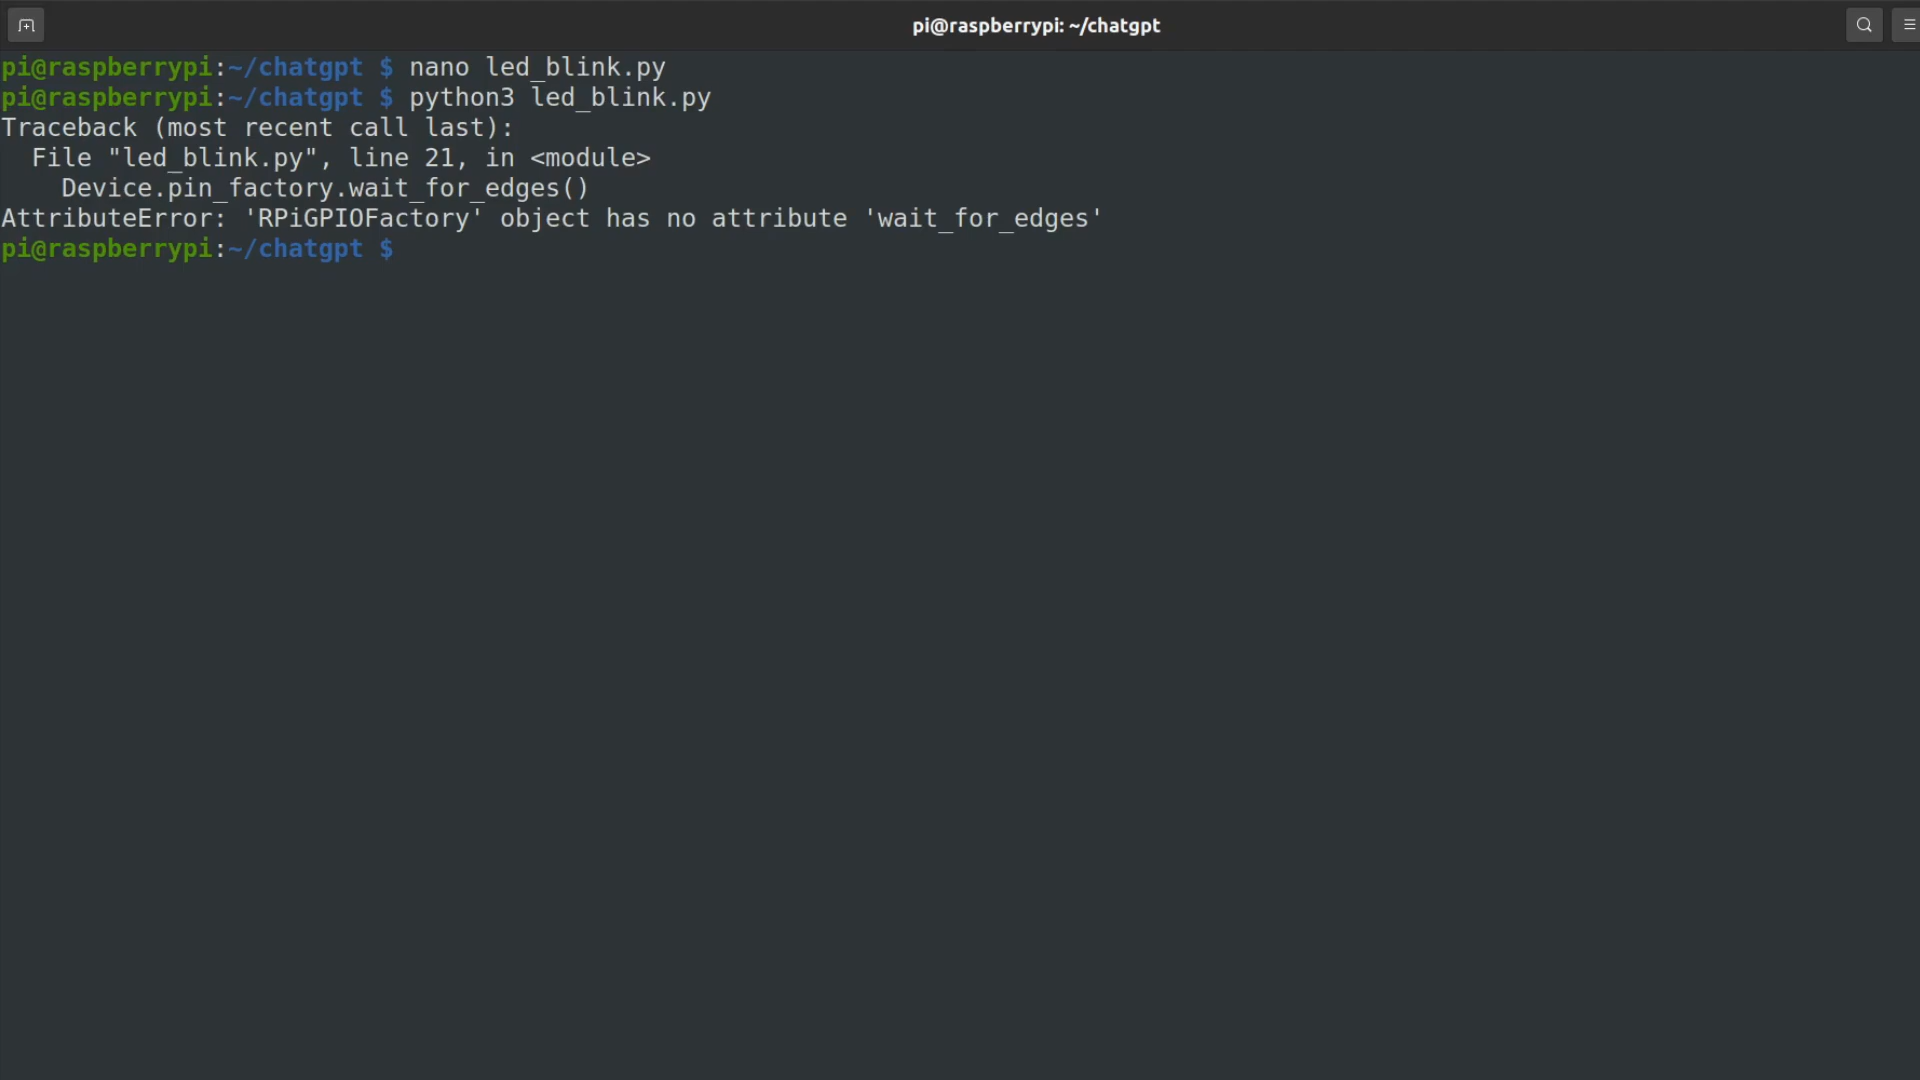 pi@raspberrypi: ~/chatgpt
pi@raspberrypi:~/chatgpt $ nano led_blink.py
pi@raspberrypi:~/chatgpt $ python3 led_blink.py
Traceback (most recent call last):
  File "led_blink.py", line 21, in <module>
    Device.pin_factory.wait_for_edges()
AttributeError: 'RPiGPIOFactory' object has no attribute 'wait_for_edges'
pi@raspberrypi:~/chatgpt $